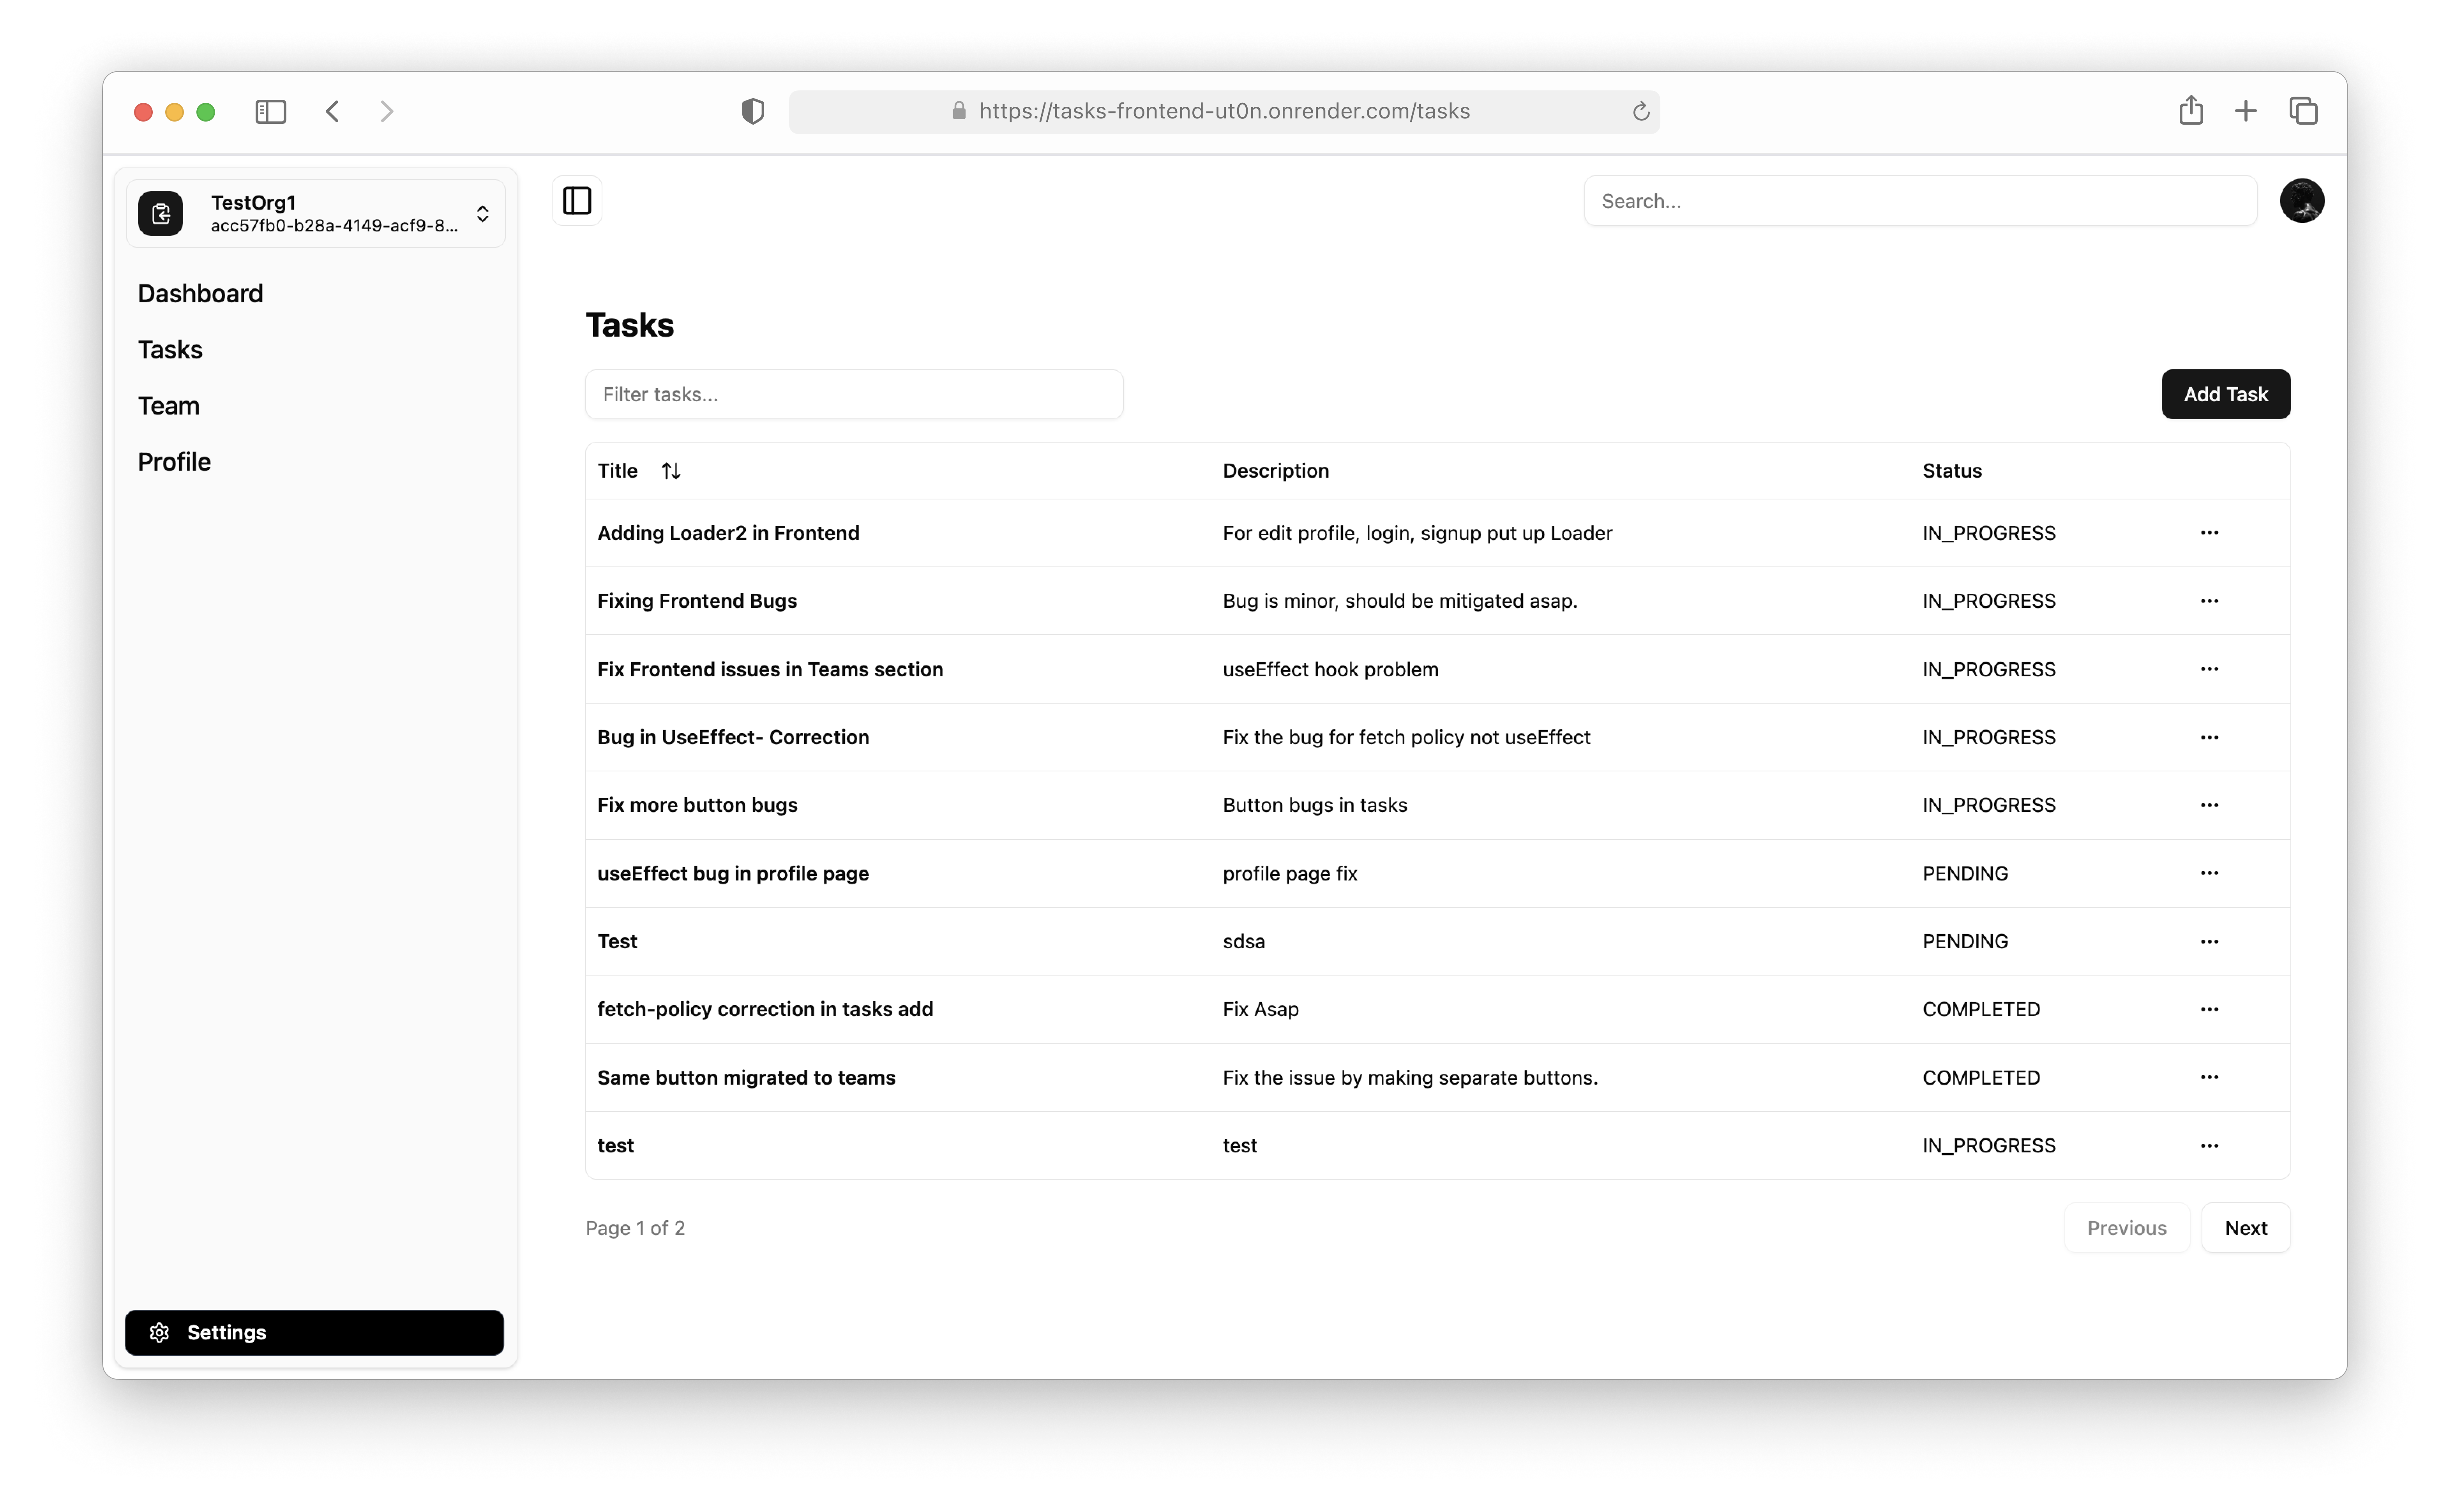 https://tasks-frontend-ut0n.onrender.com/tasks
TestOrg1
acc57fb0-b28a-4149-acf9-8...
Search...
Dashboard
Tasks
Team
Profile
Settings
Tasks
Filter tasks...
Add Task
Title Description Status
Adding Loader2 in Frontend For edit profile, login, signup put up Loader IN_PROGRESS
Fixing Frontend Bugs Bug is minor, should be mitigated asap. IN_PROGRESS
Fix Frontend issues in Teams section useEffect hook problem IN_PROGRESS
Bug in UseEffect- Correction Fix the bug for fetch policy not useEffect IN_PROGRESS
Fix more button bugs Button bugs in tasks IN_PROGRESS
useEffect bug in profile page profile page fix PENDING
Test sdsa PENDING
fetch-policy correction in tasks add Fix Asap COMPLETED
Same button migrated to teams Fix the issue by making separate buttons. COMPLETED
test test IN_PROGRESS
Page 1 of 2
Previous Next